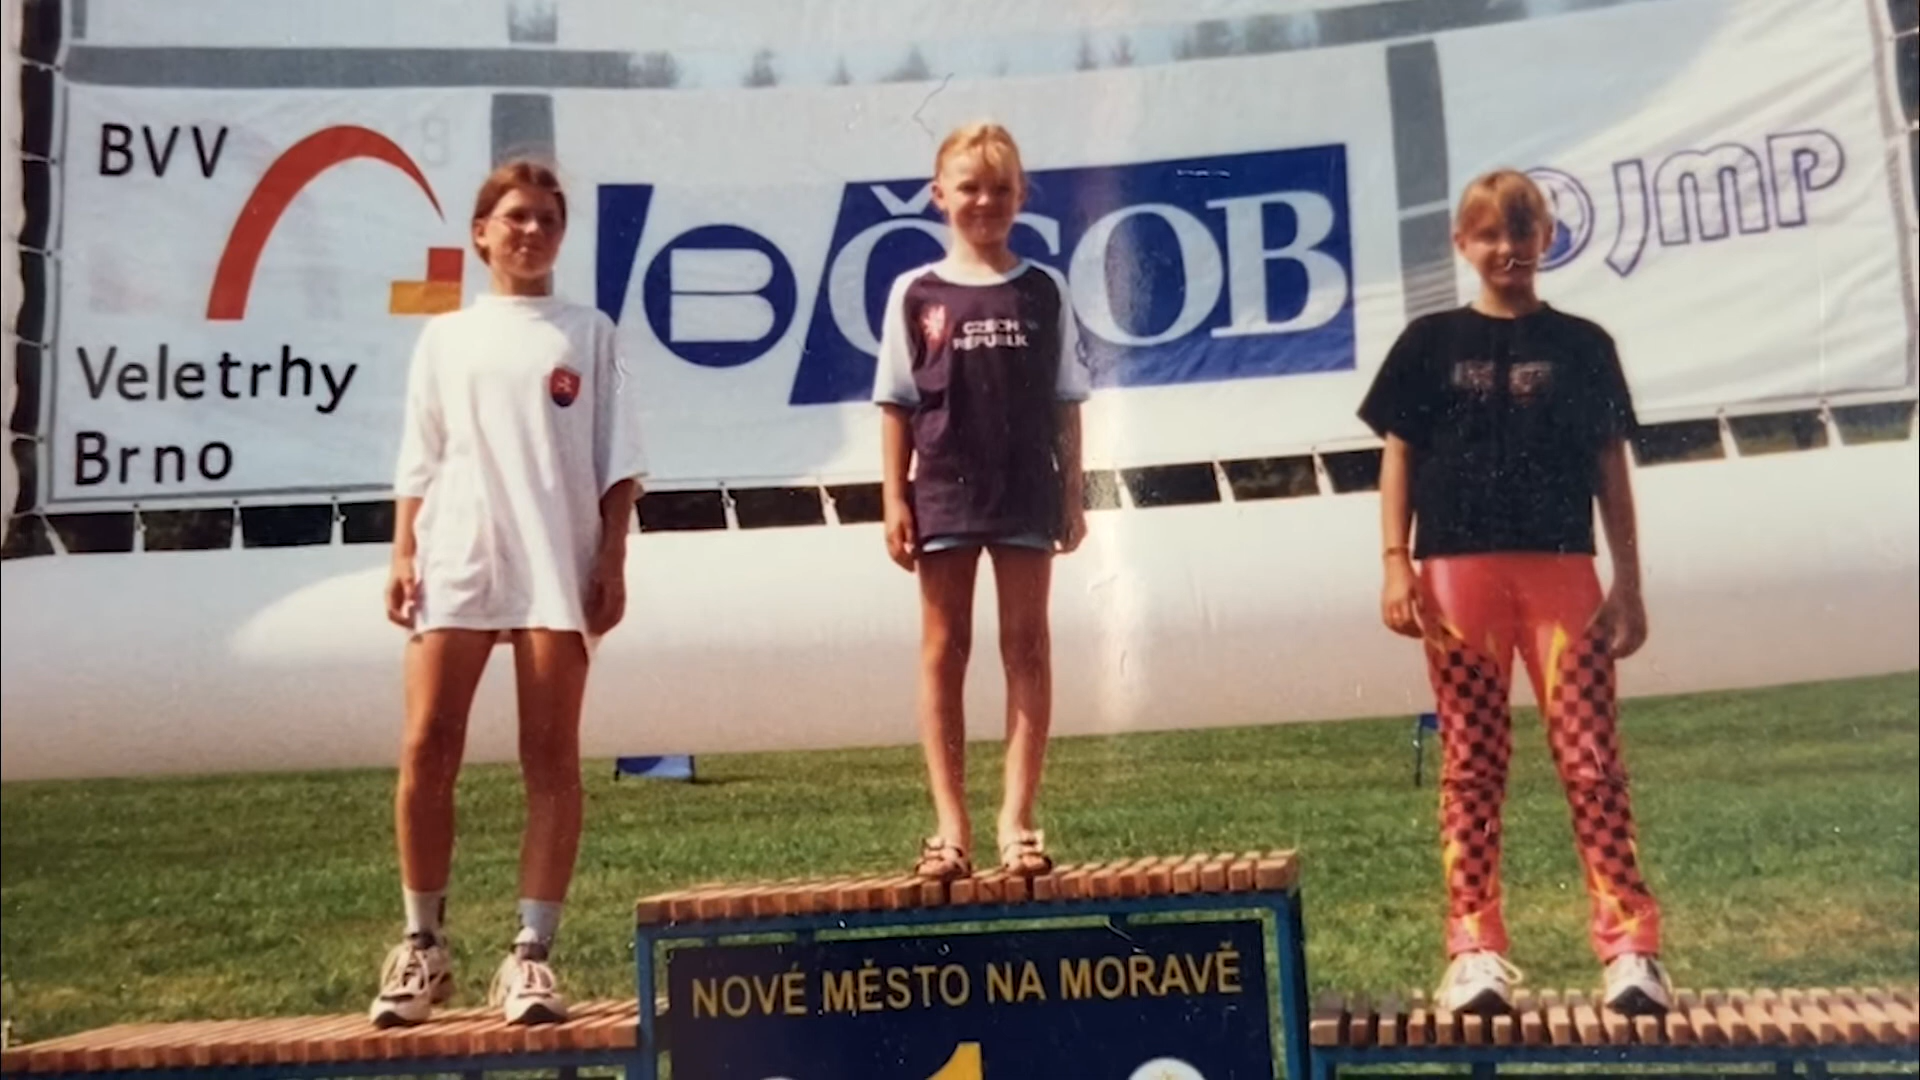 BVV
Veletrhy
Brno
B ČSOB
JMP
CZECH
REPUBLIK
NOVÉ MĚSTO NA MORAVĚ
1